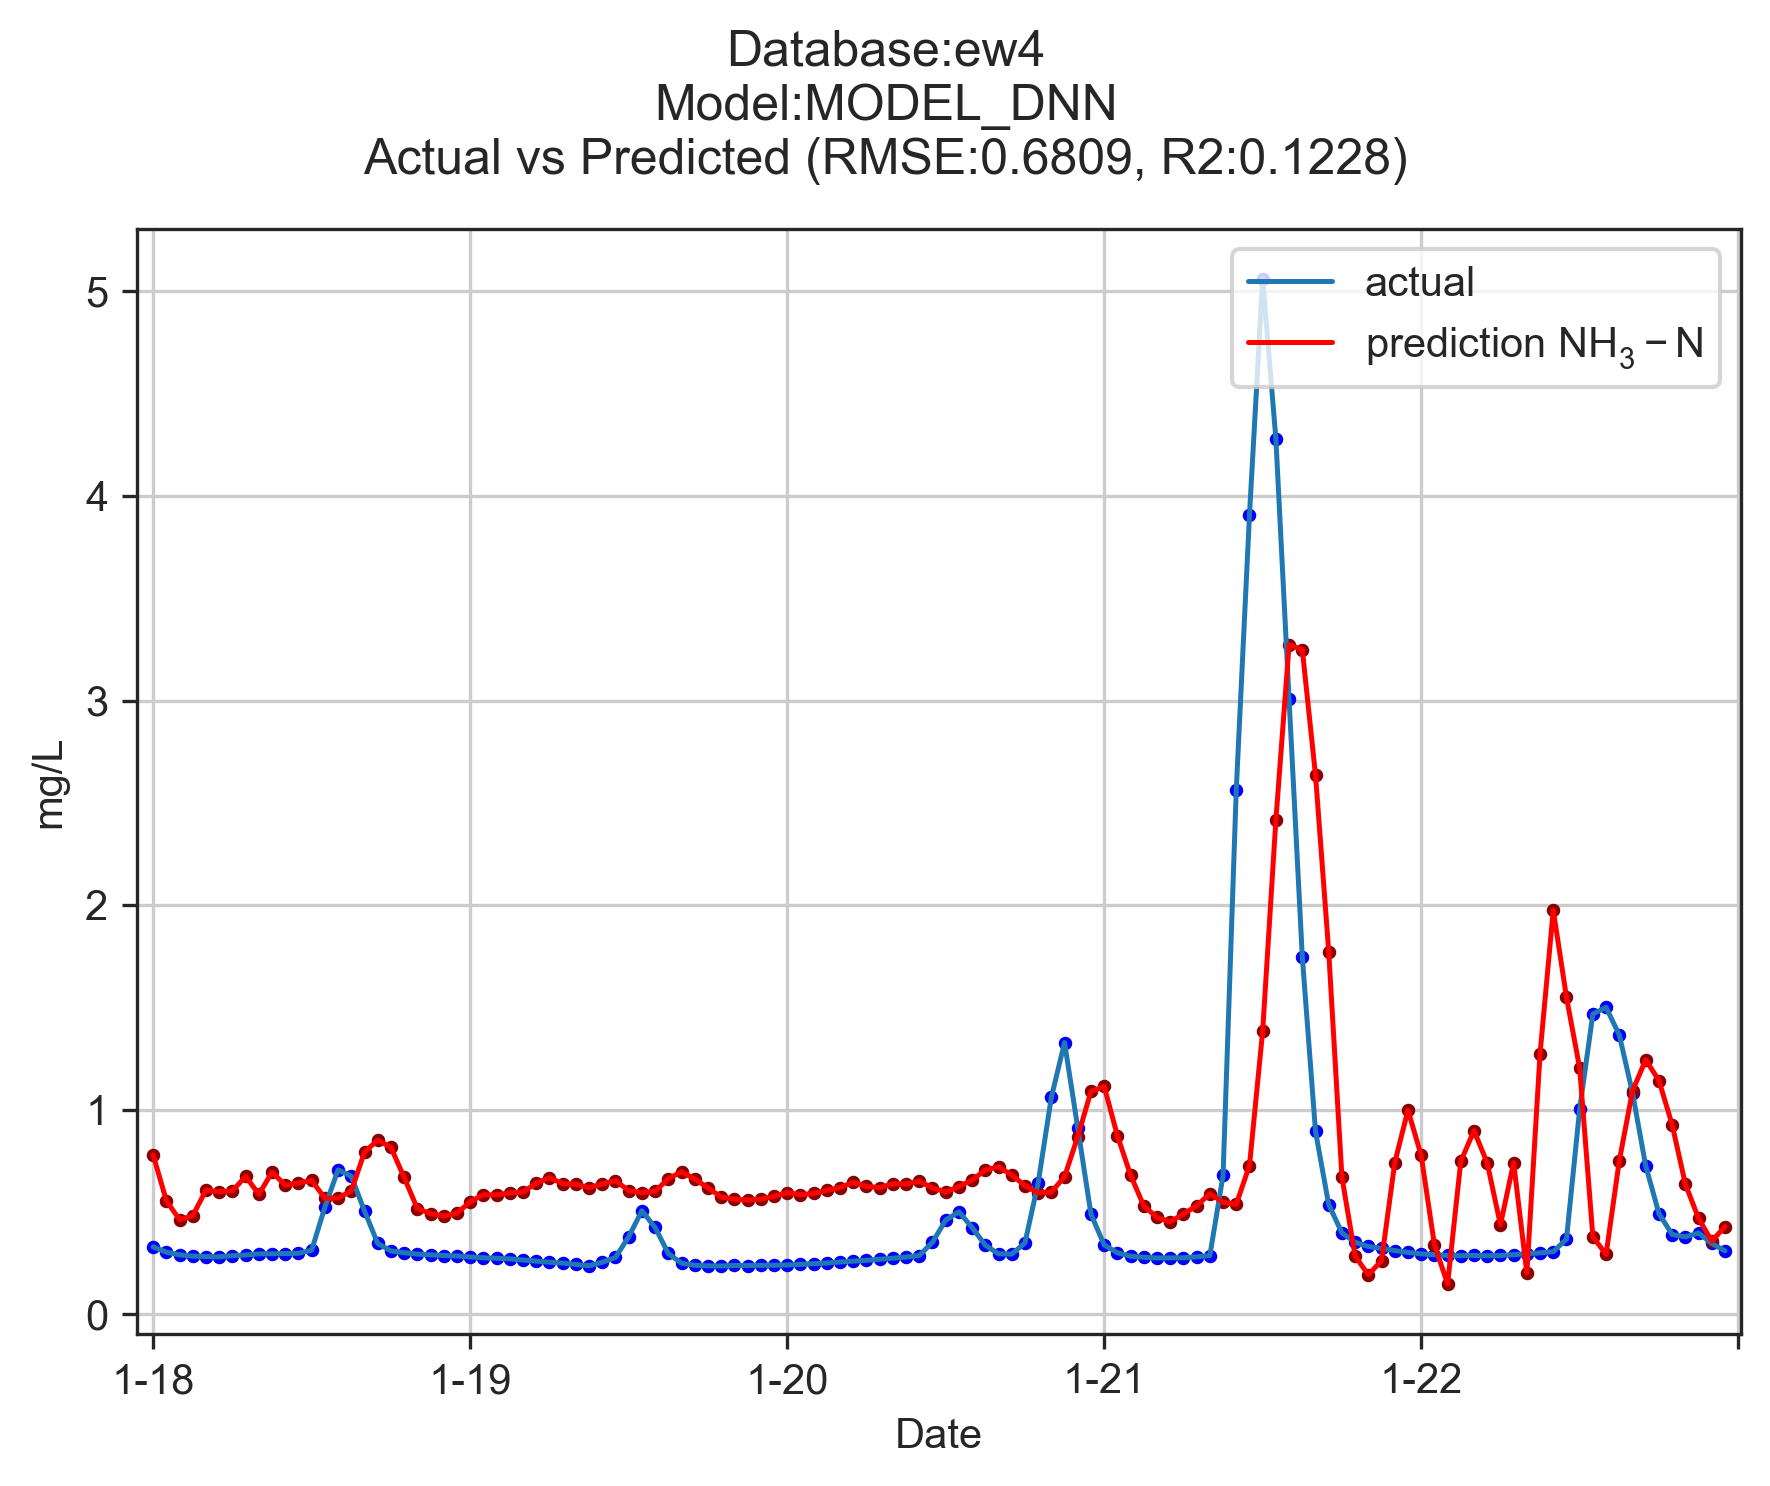 Database:ew4
Model:MODEL_DNN
Actual vs Predicted (RMSE:0.6809, R2:0.1228)
actual
prediction NH₃ − N
5
4
3
2
1
0
mg/L
1-18 1-19 1-20 1-21 1-22
Date